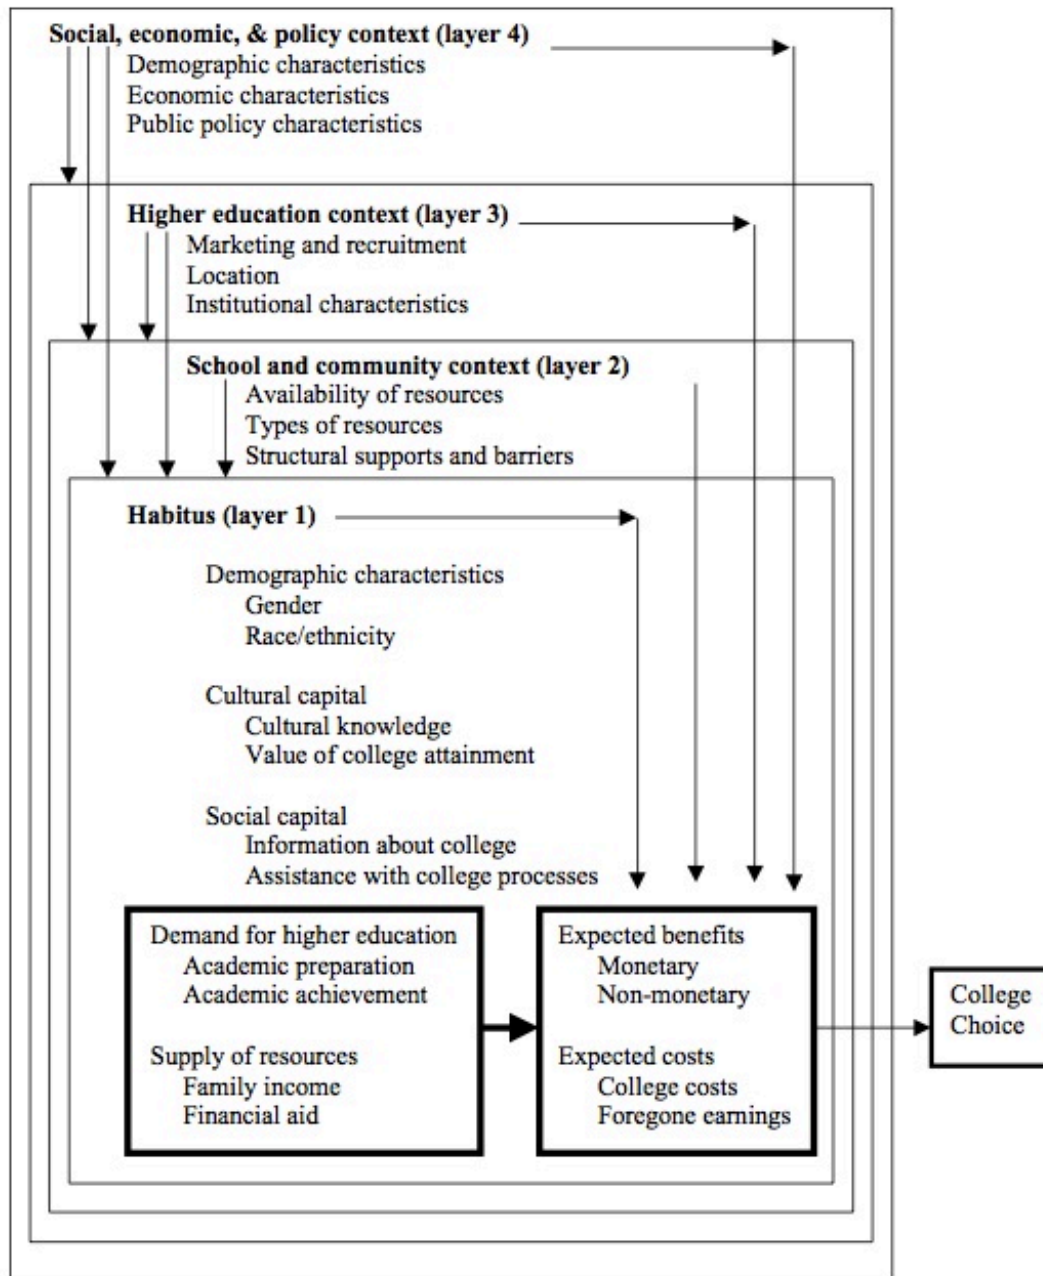 Social, economic, & policy context (layer 4)
Demographic characteristics
Economic characteristics
Public policy characteristics
Higher education context (layer 3)
Marketing and recruitment
Location
Institutional characteristics
School and community context (layer 2)
Availability of resources
Types of resources
Structural supports and barriers
Habitus (layer 1)
Demographic characteristics
Gender
Race/ethnicity
Cultural capital
Cultural knowledge
Value of college attainment
Social capital
Information about college
Assistance with college processes
Demand for higher education
Academic preparation
Academic achievement
Supply of resources
Family income
Financial aid
Expected benefits
Monetary
Non-monetary
Expected costs
College costs
Foregone earnings
College
Choice